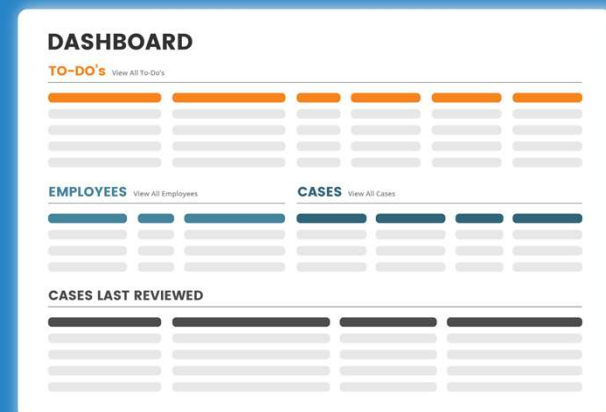 DASHBOARD
TO-DO's View All To-Do's
EMPLOYEES View All Employees
CASES View All Cases
CASES LAST REVIEWED